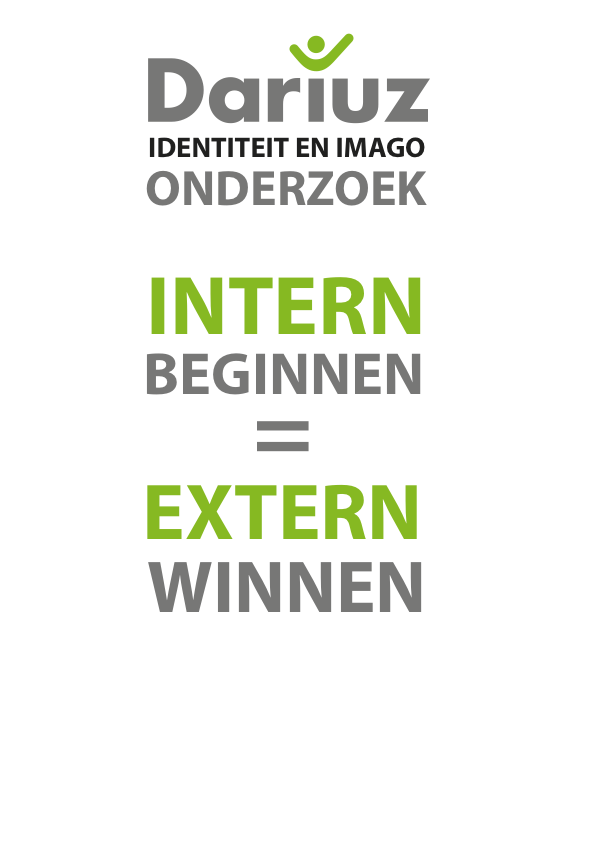 Dariuz
IDENTITEIT EN IMAGO
ONDERZOEK
INTERN
BEGINNEN
=
EXTERN
WINNEN